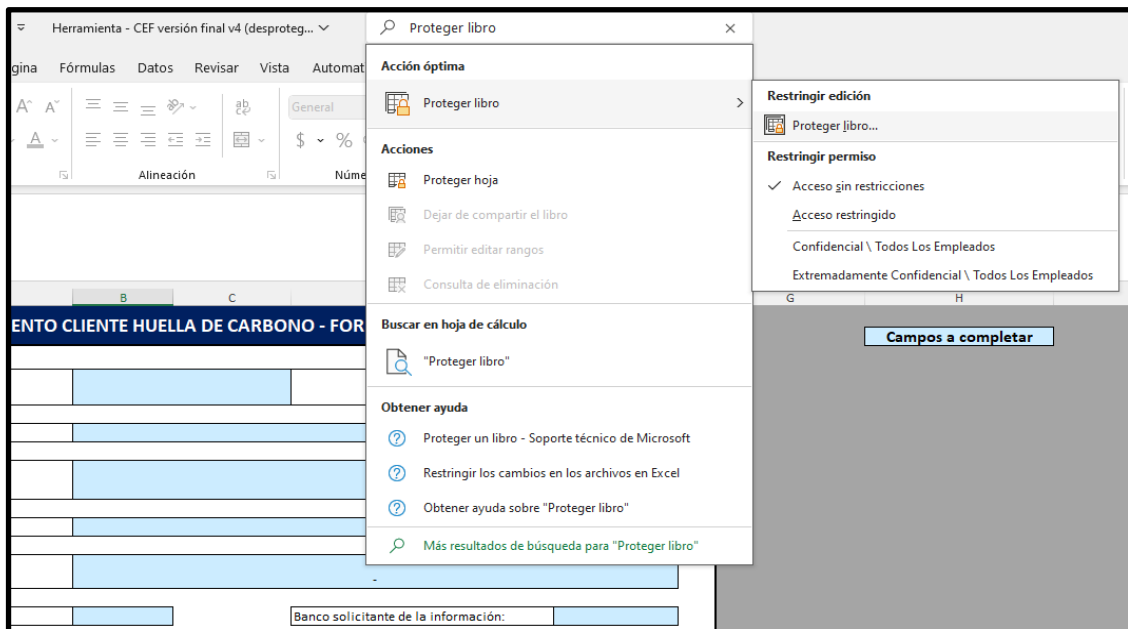 Herramienta - CEF versión final v4 (desproteg...
Proteger libro
gina Fórmulas Datos Revisar Vista Automat
General
$ %
Alineación
Núme
Acción óptima
Proteger libro
Acciones
Proteger hoja
Dejar de compartir el libro
Permitir editar rangos
Consulta de eliminación
Buscar en hoja de cálculo
"Proteger libro"
Obtener ayuda
Proteger un libro - Soporte técnico de Microsoft
Restringir los cambios en los archivos en Excel
Obtener ayuda sobre "Proteger libro"
Más resultados de búsqueda para "Proteger libro"
Restringir edición
Proteger libro...
Restringir permiso
Acceso sin restricciones
Acceso restringido
Confidencial \ Todos Los Empleados
Extremadamente Confidencial \ Todos Los Empleados
B C G H
ENTO CLIENTE HUELLA DE CARBONO - FOR
Campos a completar
-
Banco solicitante de la información: